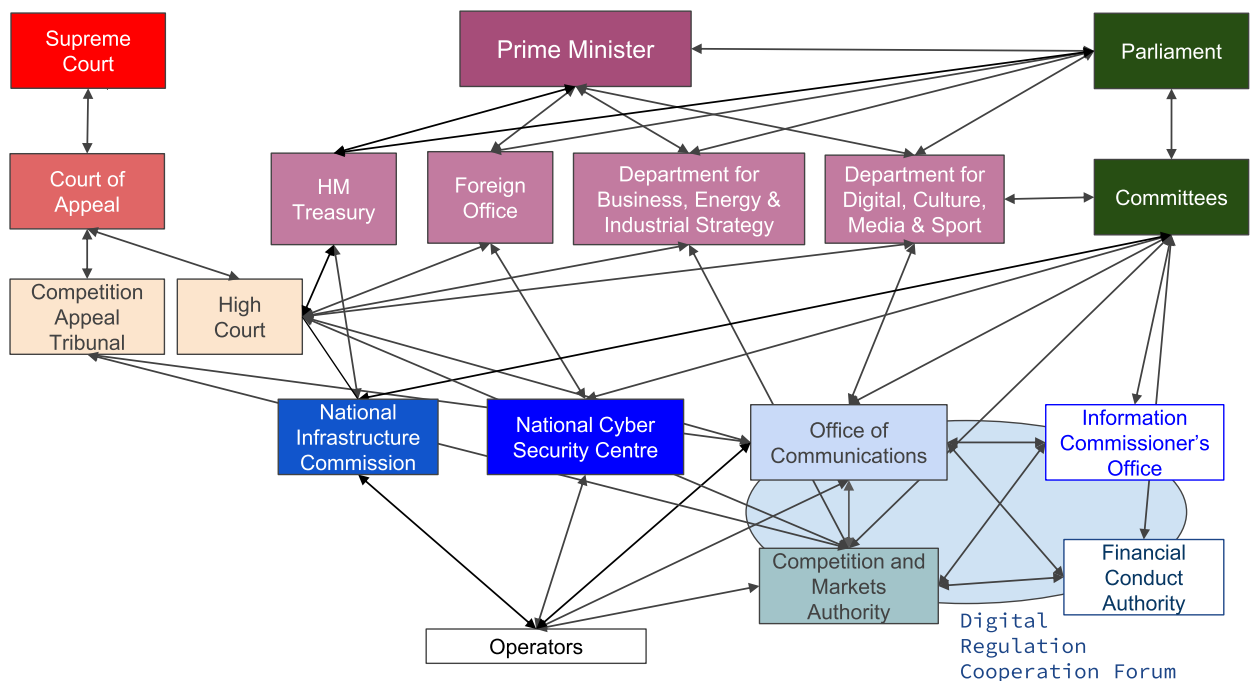 Supreme
Court
Prime Minister
Parliament
Court of
Appeal
HM
Treasury
Foreign
Office
Department for
Business, Energy &
Industrial Strategy
Department for
Digital, Culture,
Media & Sport
Committees
Competition
Appeal
Tribunal
High
Court
National
Infrastructure
Commission
National Cyber
Security Centre
Office of
Communications
Information
Commissioner’s
Office
Competition and
Markets
Authority
Financial
Conduct
Authority
Operators
Digital
Regulation
Cooperation Forum